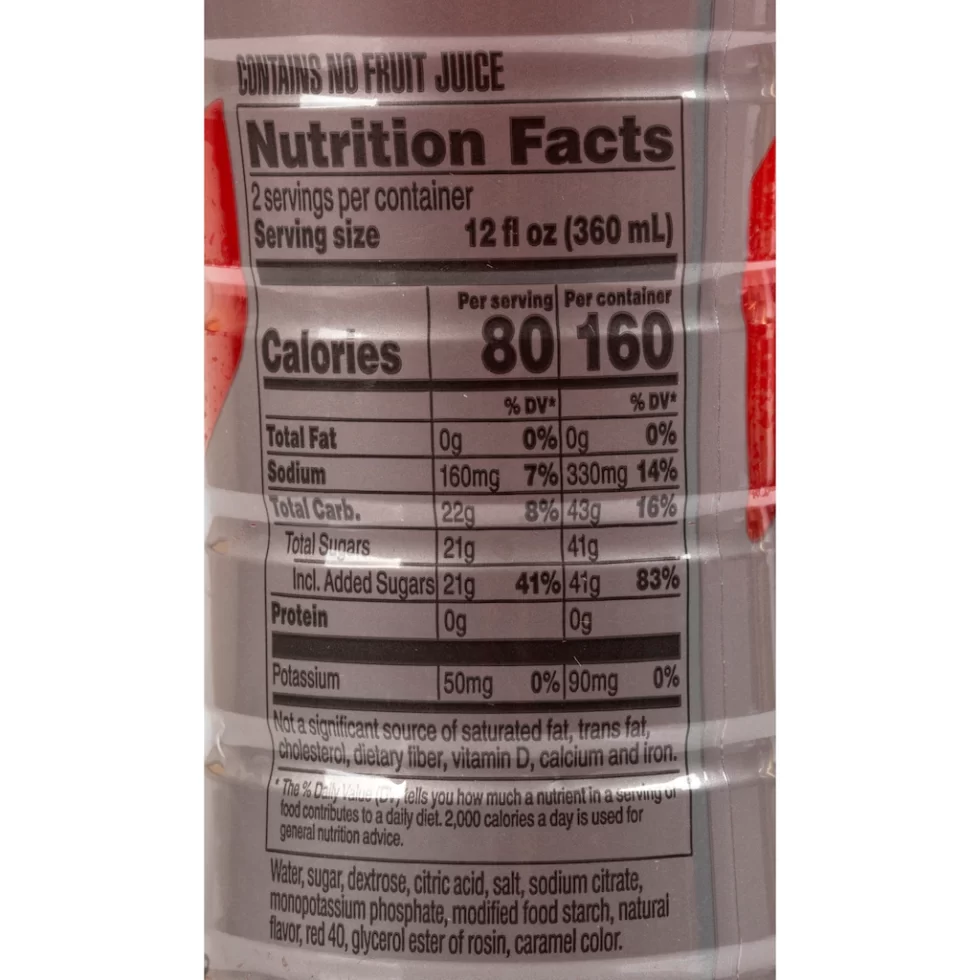 CONTAINS NO FRUIT JUICE
Nutrition Facts
2 servings per container
Serving size 12 fl oz (360 mL)
Per serving Per container
Calories 80 160
% DV* % DV*
Total Fat 0g 0% 0g 0%
Sodium 160mg 7% 330mg 14%
Total Carb. 22g 8% 43g 16%
Total Sugars 21g 41g
Incl. Added Sugars 21g 41% 41g 83%
Protein 0g 0g
Potassium 50mg 0% 90mg 0%
Not a significant source of saturated fat, trans fat,
cholesterol, dietary fiber, vitamin D, calcium and iron.
* The % Daily Value (DV) tells you how much a nutrient in a serving of
food contributes to a daily diet. 2,000 calories a day is used for
general nutrition advice.
Water, sugar, dextrose, citric acid, salt, sodium citrate,
monopotassium phosphate, modified food starch, natural
flavor, red 40, glycerol ester of rosin, caramel color.